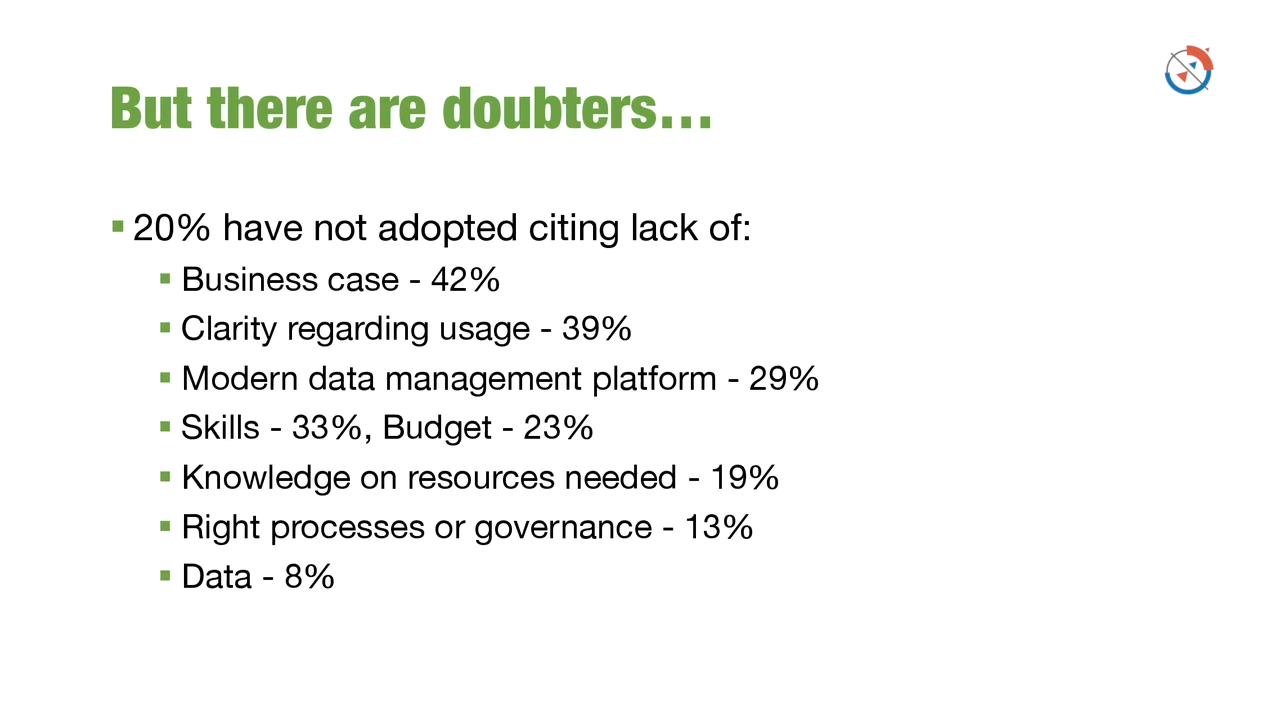 But there are doubters…
20% have not adopted citing lack of:
Business case - 42%
Clarity regarding usage - 39%
Modern data management platform - 29%
Skills - 33%, Budget - 23%
Knowledge on resources needed - 19%
Right processes or governance - 13%
Data - 8%